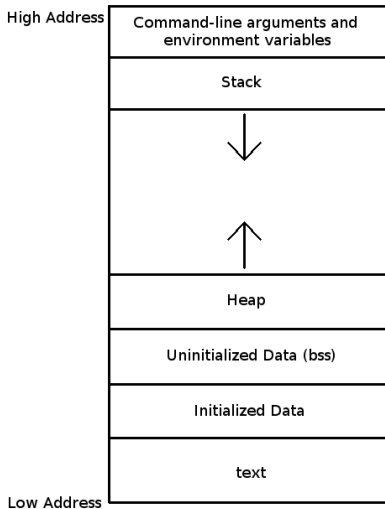 High Address
Command-line arguments and
environment variables
Stack
Heap
Uninitialized Data (bss)
Initialized Data
text
Low Address